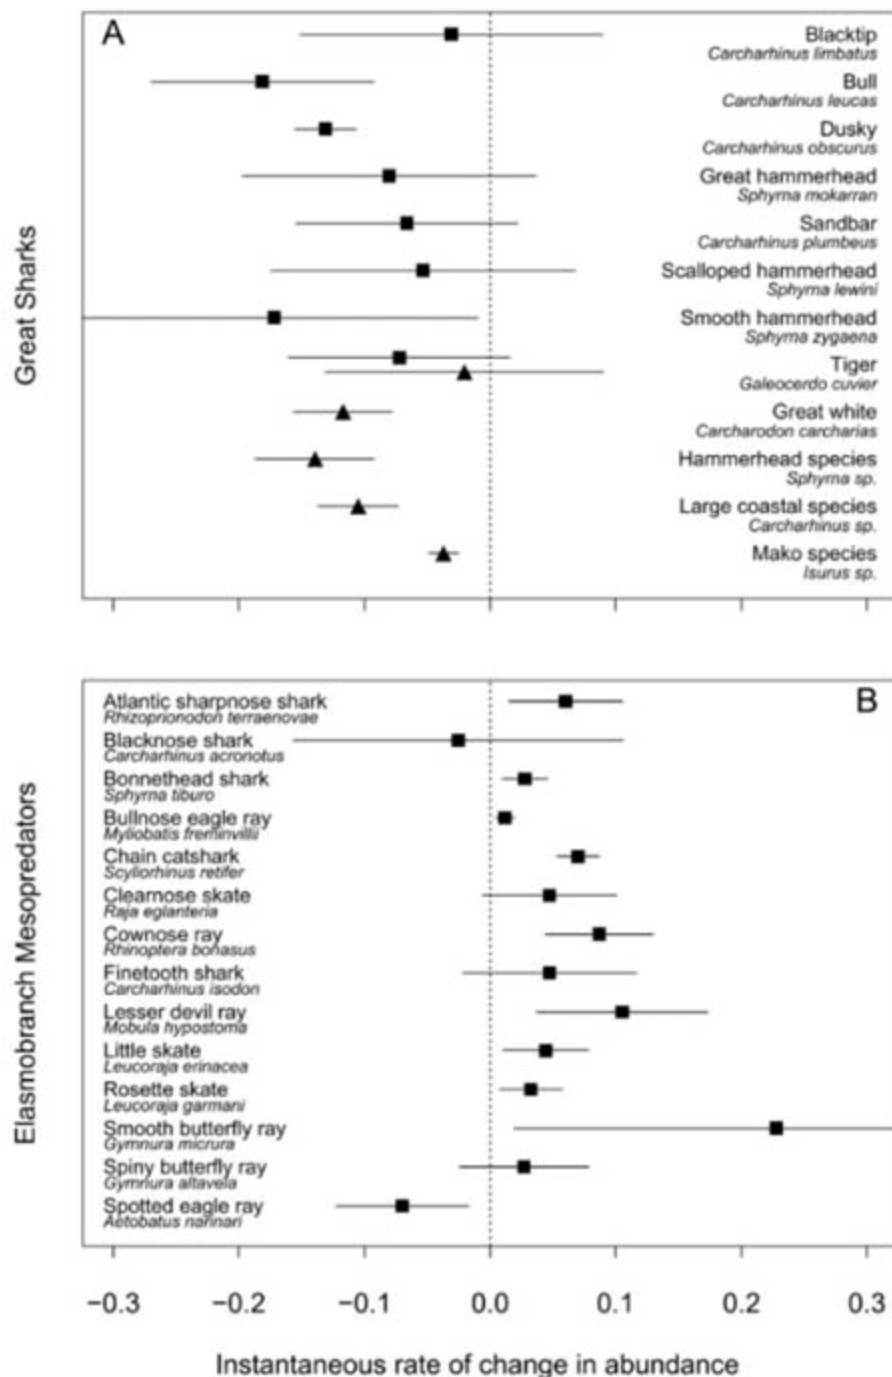 A
Great Sharks
Blacktip
Carcharhinus limbatus
Bull
Carcharhinus leucas
Dusky
Carcharhinus obscurus
Great hammerhead
Sphyrna mokarran
Sandbar
Carcharhinus plumbeus
Scalloped hammerhead
Sphyrna lewini
Smooth hammerhead
Sphyrna zygaena
Tiger
Galeocerdo cuvier
Great white
Carcharodon carcharias
Hammerhead species
Sphyrna sp.
Large coastal species
Carcharhinus sp.
Mako species
Isurus sp.
B
Elasmobranch Mesopredators
Atlantic sharpnose shark
Rhizoprionodon terraenovae
Blacknose shark
Carcharhinus acronotus
Bonnethead shark
Sphyrna tiburo
Bullnose eagle ray
Myliobatis freminvillii
Chain catshark
Scyliorhinus retifer
Clearnose skate
Raja eglanteria
Cownose ray
Rhinoptera bonasus
Finetooth shark
Carcharhinus isodon
Lesser devil ray
Mobula hypostoma
Little skate
Leucoraja erinacea
Rosette skate
Leucoraja garmani
Smooth butterfly ray
Gymnura micrura
Spiny butterfly ray
Gymnura altavela
Spotted eagle ray
Aetobatus narinari
−0.3 −0.2 −0.1 0.0 0.1 0.2 0.3
Instantaneous rate of change in abundance